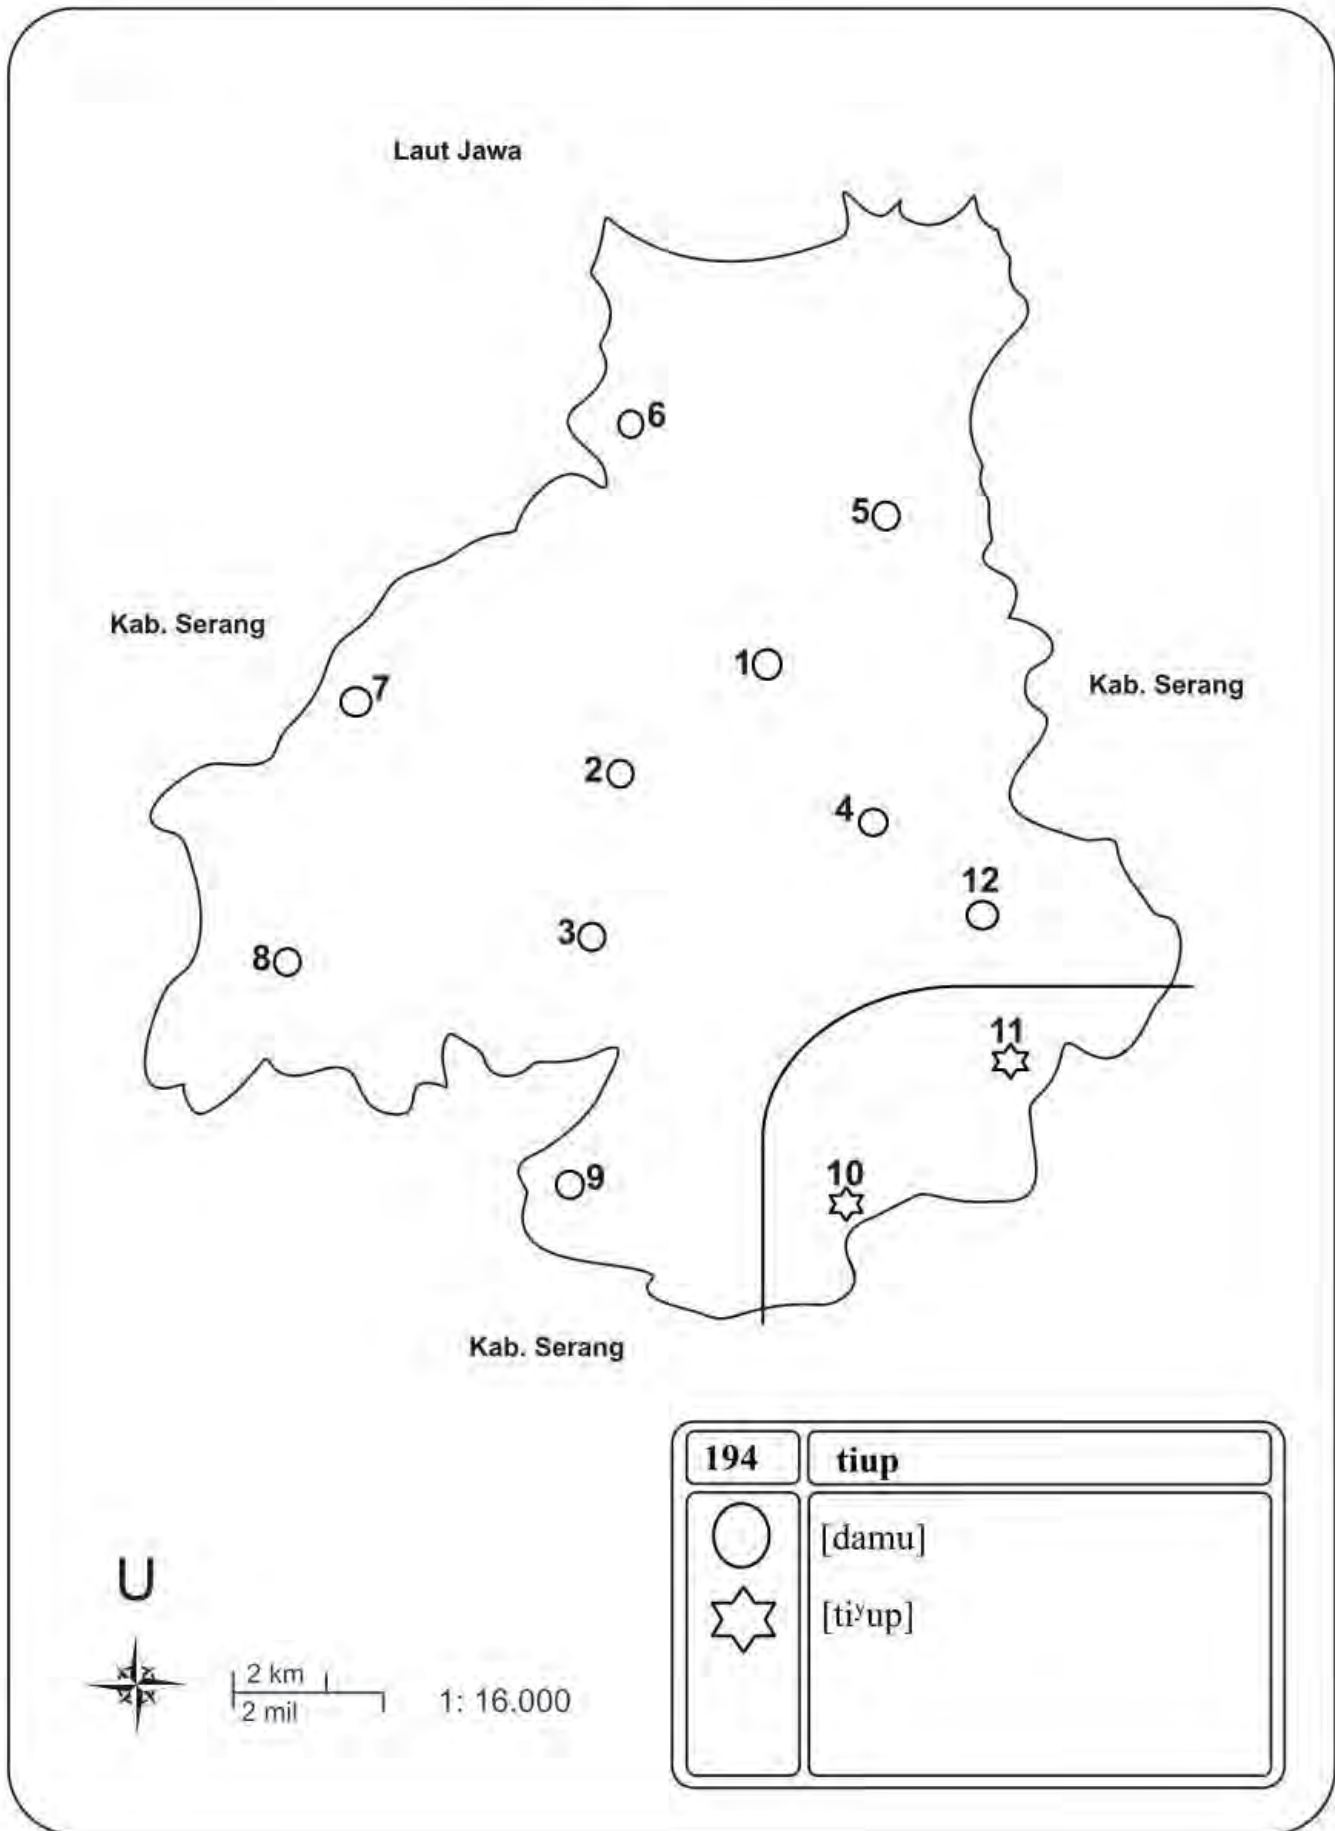 Laut Jawa
6
5
Kab. Serang
1
Kab. Serang
7
2
4
12
3
8
11
10
9
Kab. Serang
194 tiup
[damu]
[tiʸup]
U
2 km
2 mil
1: 16.000